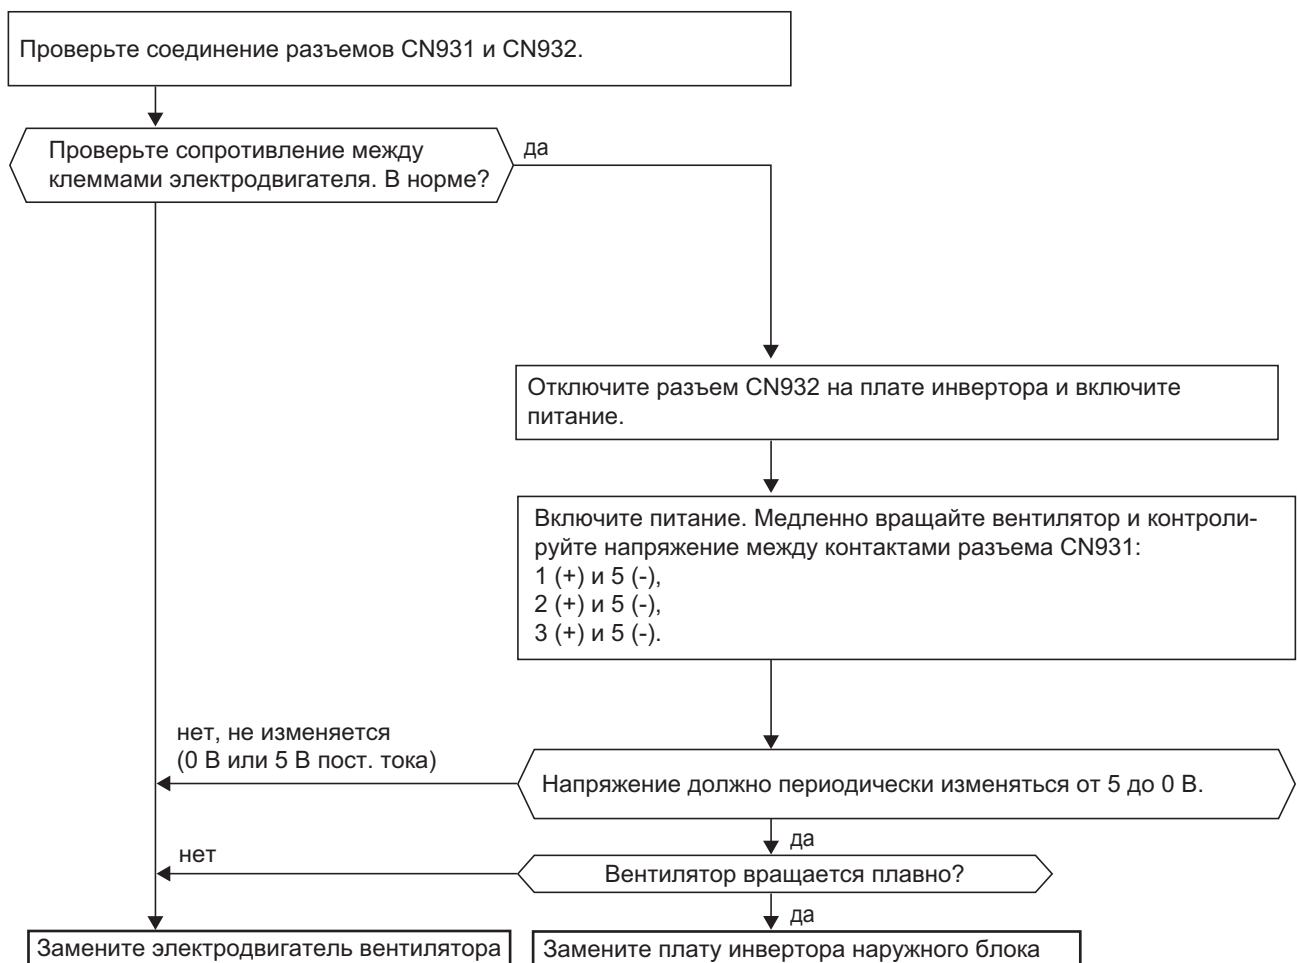 Проверьте соединение разъемов CN931 и CN932.
Проверьте сопротивление между
клеммами электродвигателя. В норме?
да
Отключите разъем CN932 на плате инвертора и включите
питание.
Включите питание. Медленно вращайте вентилятор и контроли-
руйте напряжение между контактами разъема CN931:
1 (+) и 5 (-),
2 (+) и 5 (-),
3 (+) и 5 (-).
нет, не изменяется
(0 В или 5 В пост. тока)
Напряжение должно периодически изменяться от 5 до 0 В.
да
нет
Вентилятор вращается плавно?
да
Замените электродвигатель вентилятора
Замените плату инвертора наружного блока